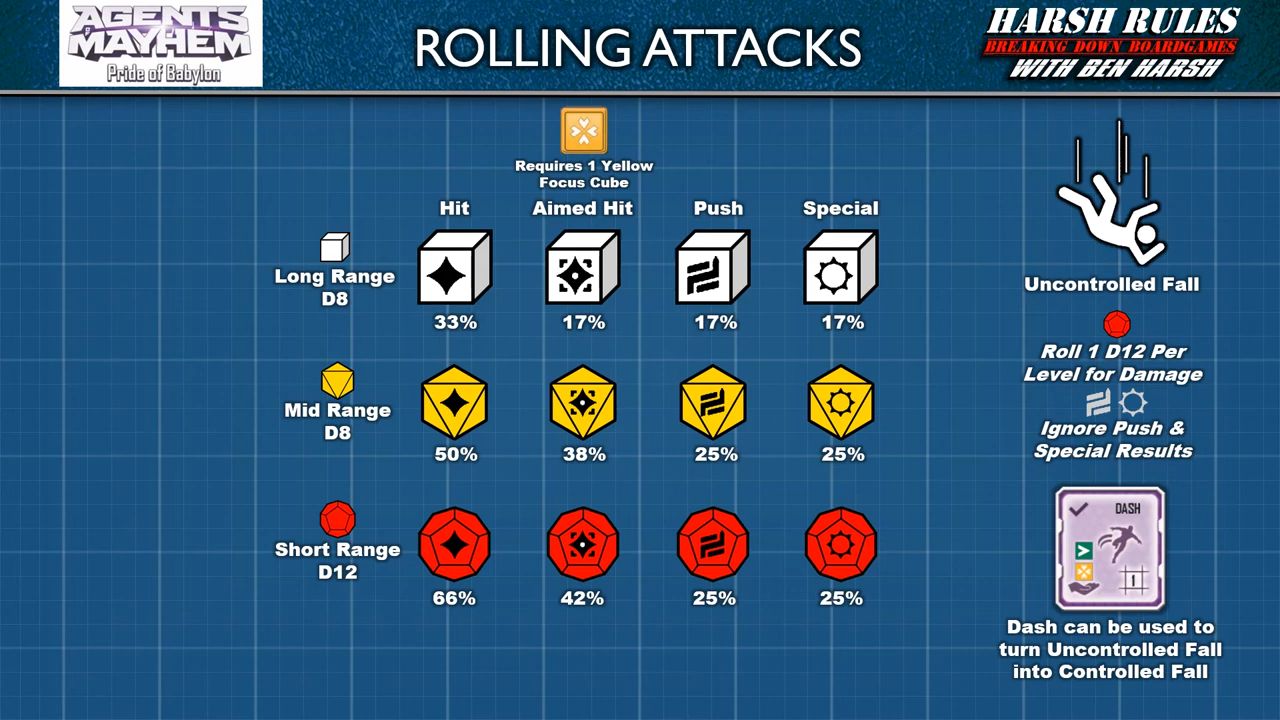 AGENTS
OF
MAYHEM
Pride of Babylon
ROLLING ATTACKS
HARSH RULES
BREAKING DOWN BOARDGAMES
WITH BEN HARSH
Requires 1 Yellow
Focus Cube
Hit
Aimed Hit
Push
Special
Long Range
D8
33%
17%
17%
17%
Mid Range
D8
50%
38%
25%
25%
Short Range
D12
66%
42%
25%
25%
Uncontrolled Fall
Roll 1 D12 Per
Level for Damage
Ignore Push &
Special Results
DASH
1
Dash can be used to
turn Uncontrolled Fall
into Controlled Fall